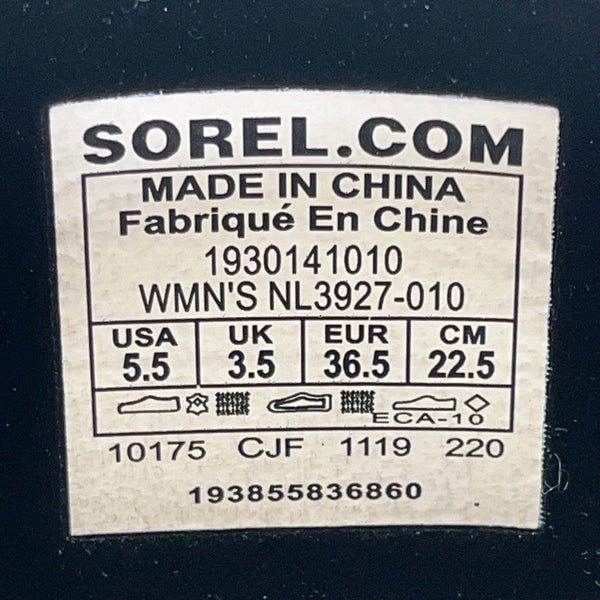 SOREL.COM
MADE IN CHINA
Fabriqué En Chine
1930141010
WMN'S NL3927-010
USA UK EUR CM
5.5 3.5 36.5 22.5
ECA-10
10175 CJF 1119 220
193855836860